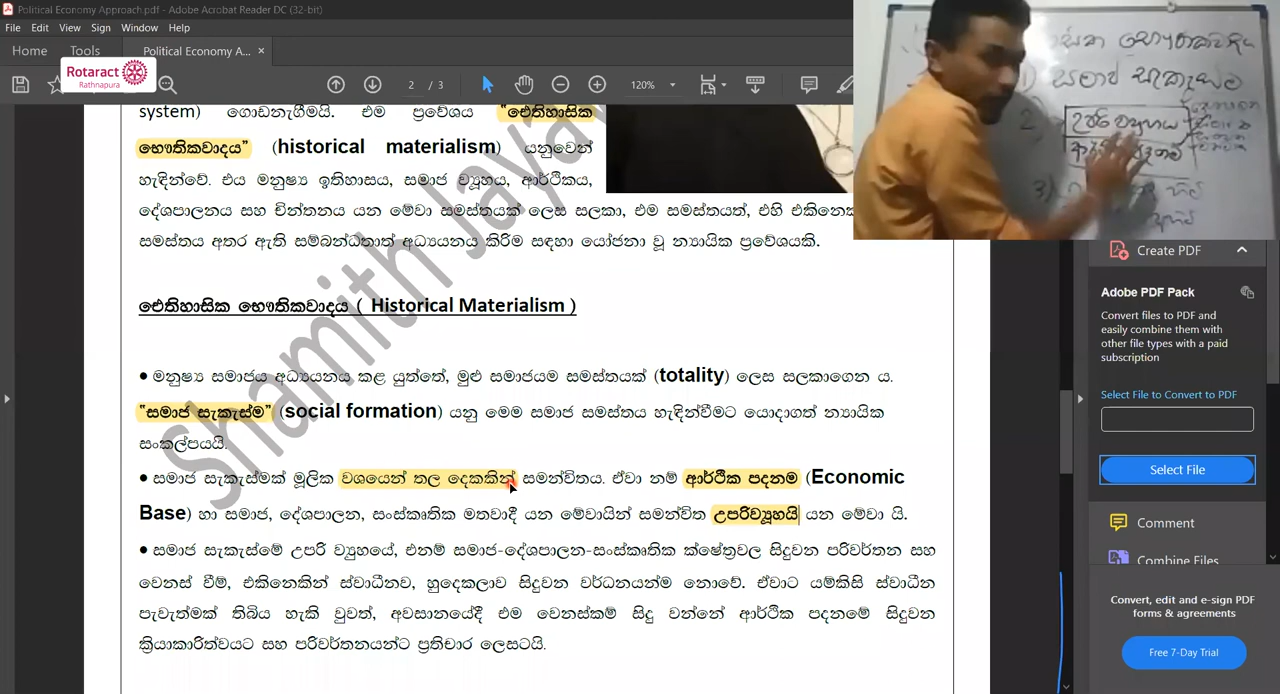 Political Economy Approach.pdf - Adobe Acrobat Reader DC (32-bit)
File Edit View Sign Window Help
Home Tools Political Economy A... ×
Rotaract
Rathnapura
2 / 3 120%
system) ගොඩනැගීමයි. එම ප්‍රවේශය “ඓතිහාසික
භෞතිකවාදය” (historical materialism) යනුවෙන්
හැඳින්වේ. එය මනුෂ්‍ය ඉතිහාසය, සමාජ ව්‍යූහය, ආර්ථිකය,
දේශපාලනය සහ චින්තනය යන මේවා සමස්තයක් ලෙස සලකා, එම සමස්තයත්, එහි
සමස්තය අතර ඇති සම්බන්ධතාත් අධ්‍යයනය කිරීම සඳහා යෝජනා වූ න්‍යායික ප්‍රවේශයකි.
ඓතිහාසික භෞතිකවාදය ( Historical Materialism )
• මනුෂ්‍ය සමාජය අධ්‍යයනය කළ යුත්තේ, මුළු සමාජයම සමස්තයක් (totality) ලෙස සලකාගෙන ය.
“සමාජ සැකැස්ම” (social formation) යනු මෙම සමාජ සමස්තය හැඳින්වීමට යොදාගත් න්‍යායික
සංකල්පයයි.
• සමාජ සැකැස්මක් මූලික වශයෙන් තල දෙකකින් සමන්විතය. ඒවා නම් ආර්ථික පදනම (Economic
Base) හා සමාජ, දේශපාලන, සංස්කෘතික මතවාදී යන මේවායින් සමන්විත උපරිව්‍යූහයි යන මේවා යි.
• සමාජ සැකැස්මේ උපරි ව්‍යුහයේ, එනම් සමාජ-දේශපාලන-සංස්කෘතික ක්ෂේත්‍රවල සිදුවන පරිවර්තන සහ
වෙනස් වීම්, එකිනෙකින් ස්වාධීනව, හුදෙකලාව සිදුවන වර්ධනයන්ම නොවේ. ඒවාට යම්කිසි ස්වාධීන
පැවැත්මක් තිබිය හැකි වුවත්, අවසානයේදී එම වෙනස්කම් සිදු වන්නේ ආර්ථික පදනමේ සිදුවන
ක්‍රියාකාරීත්වයට සහ පරිවර්තනයන්ට ප්‍රතිචාර ලෙසටයි.
Shamith Jaya
1) සමාජ සැකැස්ම
2)
3)
Create PDF
Adobe PDF Pack
Convert files to PDF and
easily combine them with
other file types with a paid
subscription
Select File to Convert to PDF
Select File
Comment
Combine Files
Convert, edit and e-sign PDF
forms & agreements
Free 7-Day Trial